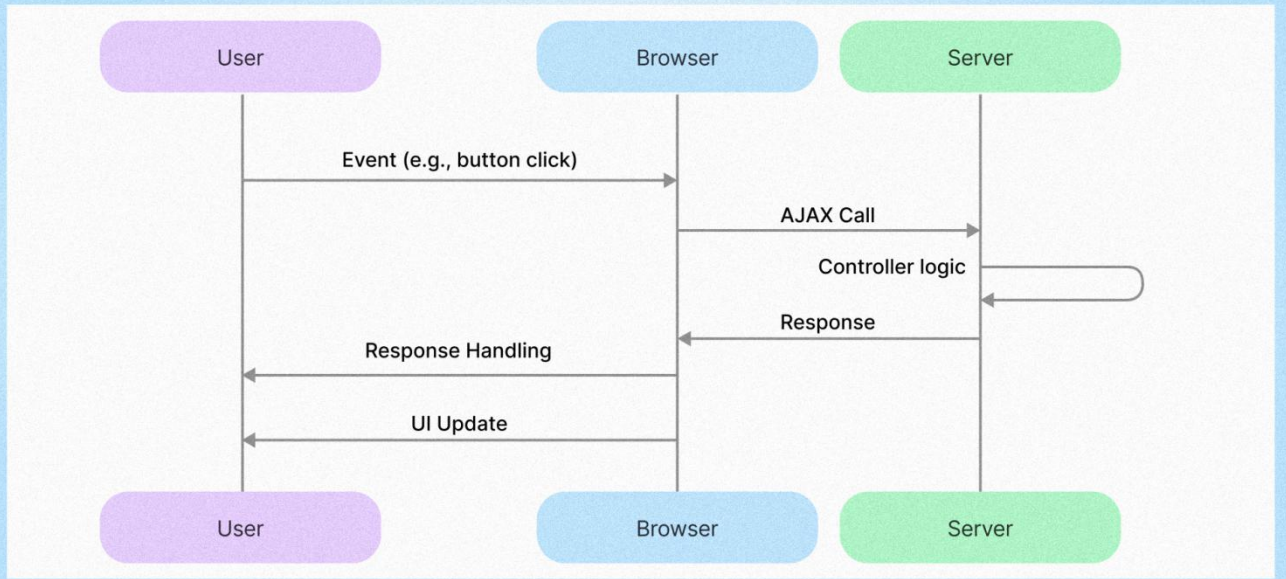 User
Browser
Server
Event (e.g., button click)
AJAX Call
Controller logic
Response
Response Handling
UI Update
User
Browser
Server